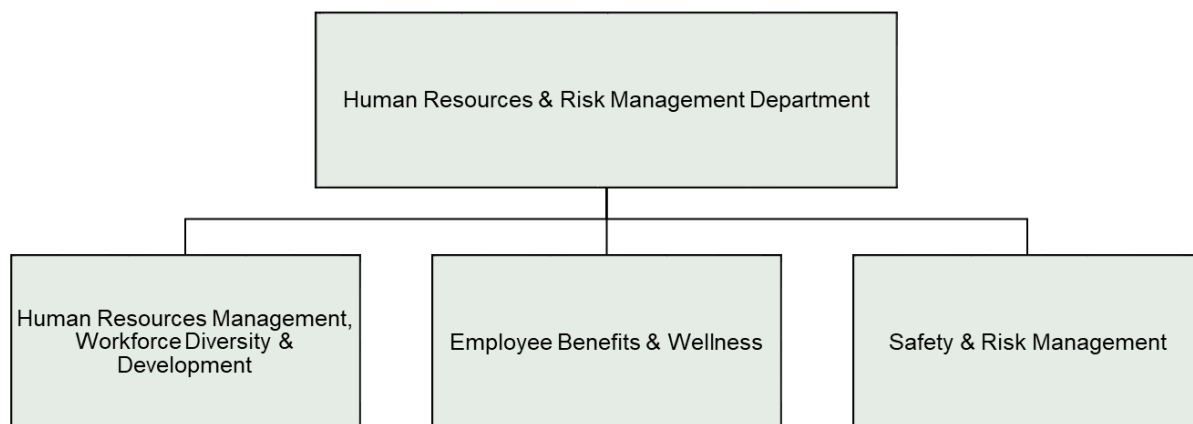 Human Resources & Risk Management Department
Human Resources Management,
Workforce Diversity &
Development
Employee Benefits & Wellness
Safety & Risk Management